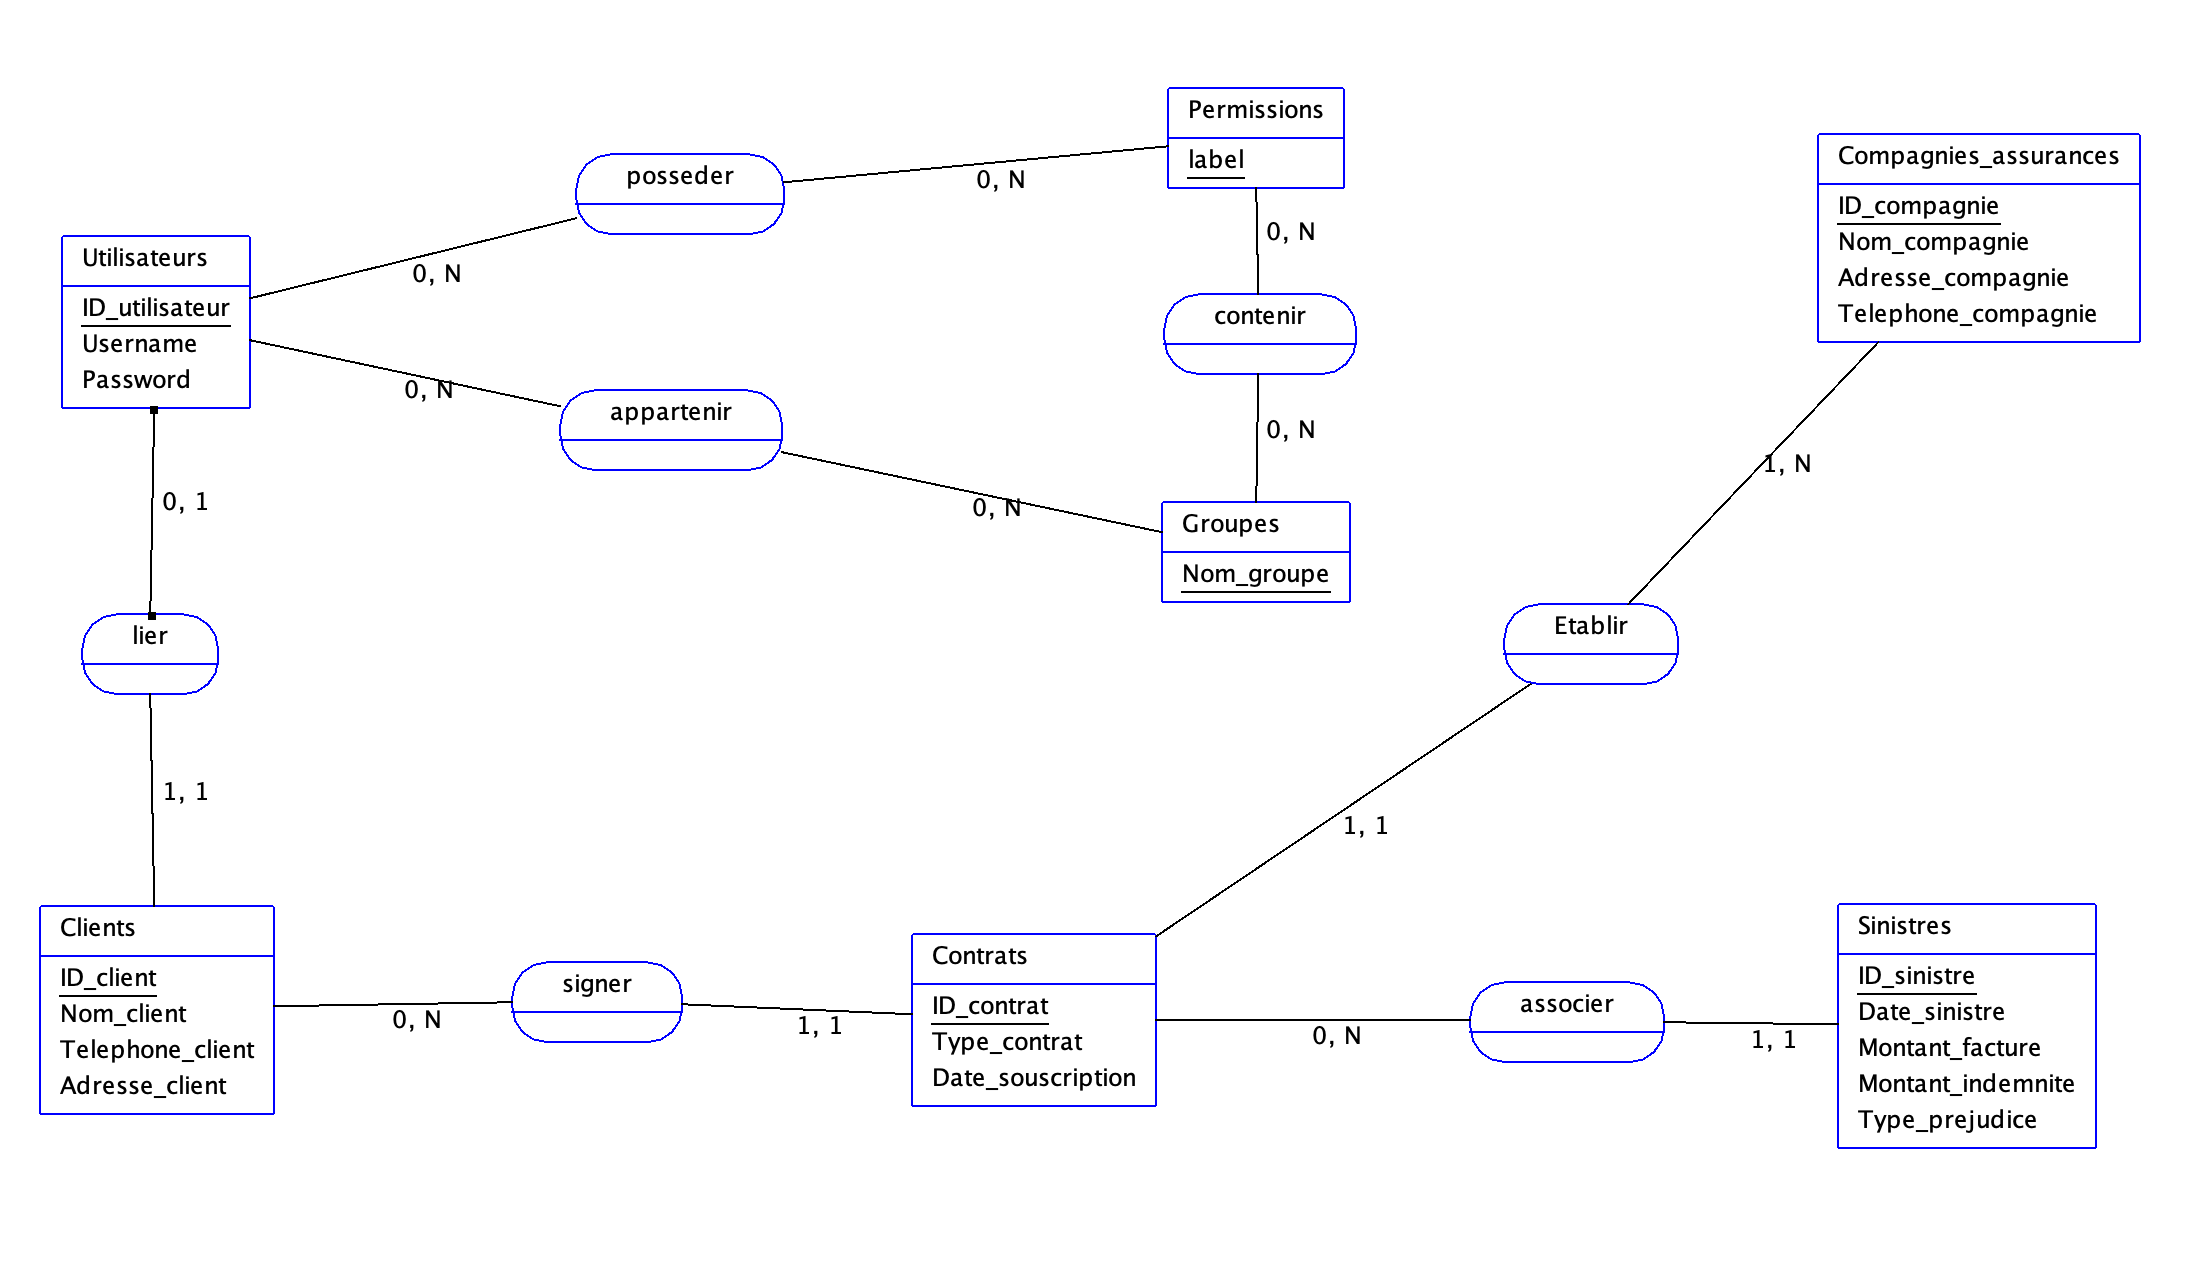 Permissions
label
Compagnies_assurances
ID_compagnie
Nom_compagnie
Adresse_compagnie
Telephone_compagnie
posseder
0, N
0, N
0, N
contenir
0, N
Utilisateurs
ID_utilisateur
Username
Password
0, N
appartenir
0, N
Groupes
Nom_groupe
1, N
0, 1
lier
Etablir
1, 1
1, 1
Clients
ID_client
Nom_client
Telephone_client
Adresse_client
0, N
signer
1, 1
Contrats
ID_contrat
Type_contrat
Date_souscription
0, N
associer
1, 1
Sinistres
ID_sinistre
Date_sinistre
Montant_facture
Montant_indemnite
Type_prejudice